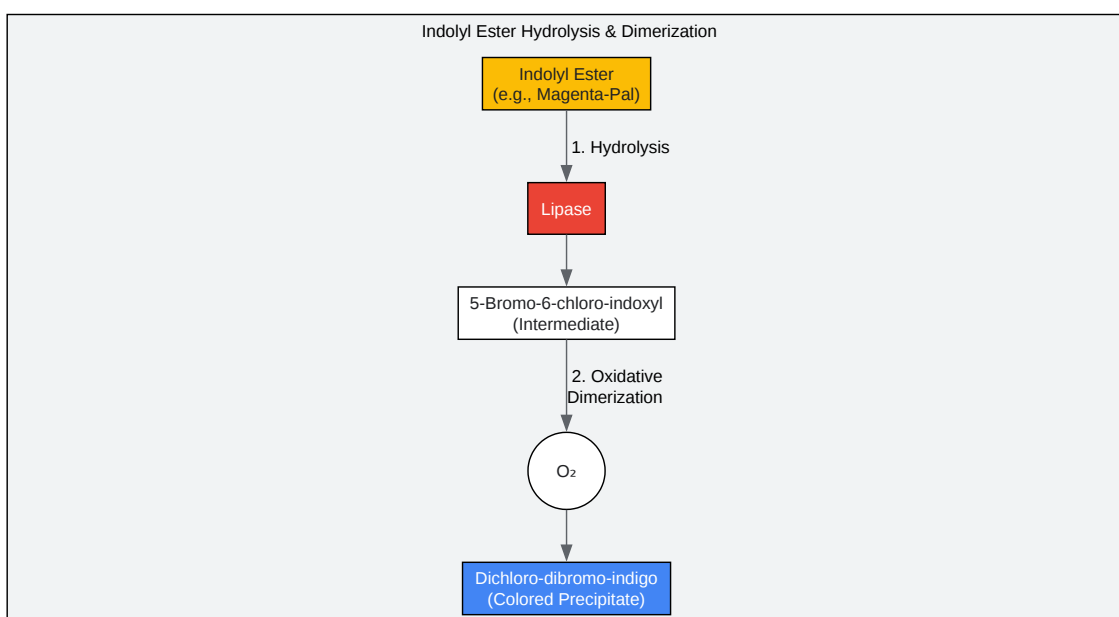 Indolyl Ester Hydrolysis & Dimerization
Indolyl Ester
(e.g., Magenta-Pal)
1. Hydrolysis
Lipase
5-Bromo-6-chloro-indoxyl
(Intermediate)
2. Oxidative
Dimerization
O₂
Dichloro-dibromo-indigo
(Colored Precipitate)